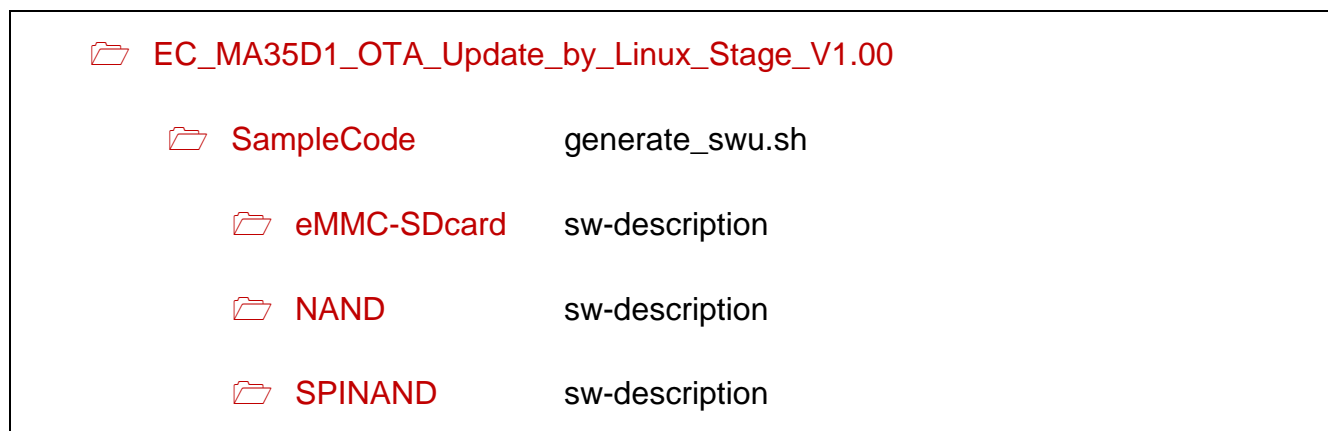 EC_MA35D1_OTA_Update_by_Linux_Stage_V1.00
SampleCode generate_swu.sh
eMMC-SDcard sw-description
NAND sw-description
SPINAND sw-description